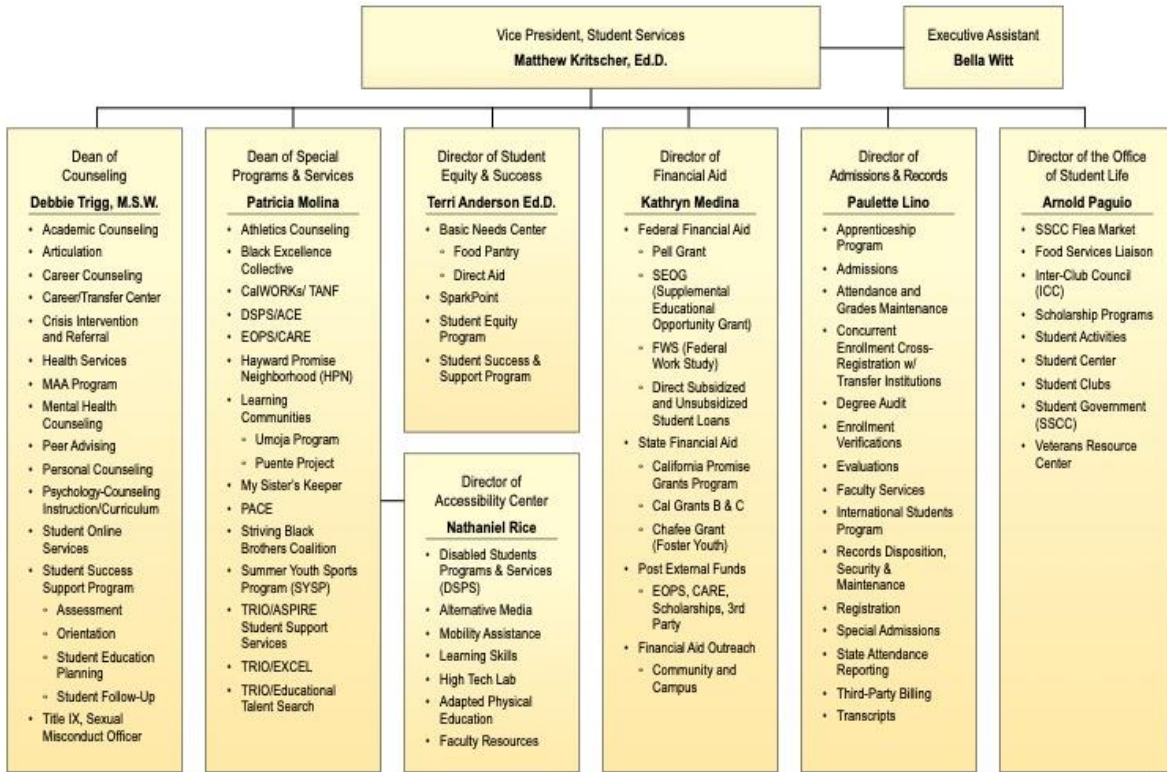 Vice President, Student Services
Matthew Kritscher, Ed.D.
Executive Assistant
Bella Witt
Dean of
Counseling
Debbie Trigg, M.S.W.
• Academic Counseling
• Articulation
• Career Counseling
• Career/Transfer Center
• Crisis Intervention
and Referral
• Health Services
• MAA Program
• Mental Health
Counseling
• Peer Advising
• Personal Counseling
• Psychology-Counseling
Instruction/Curriculum
• Student Online
Services
• Student Success
Support Program
▫ Assessment
▫ Orientation
▫ Student Education
Planning
▫ Student Follow-Up
• Title IX, Sexual
Misconduct Officer
Dean of Special
Programs & Services
Patricia Molina
• Athletics Counseling
• Black Excellence
Collective
• CalWORKs/ TANF
• DSPS/ACE
• EOPS/CARE
• Hayward Promise
Neighborhood (HPN)
• Learning
Communities
▫ Umoja Program
▫ Puente Project
• My Sister's Keeper
• PACE
• Striving Black
Brothers Coalition
• Summer Youth Sports
Program (SYSP)
• TRIO/ASPIRE
Student Support
Services
• TRIO/EXCEL
• TRIO/Educational
Talent Search
Director of Student
Equity & Success
Terri Anderson Ed.D.
• Basic Needs Center
▫ Food Pantry
▫ Direct Aid
• SparkPoint
• Student Equity
Program
• Student Success &
Support Program
Director of
Accessibility Center
Nathaniel Rice
• Disabled Students
Programs & Services
(DSPS)
• Alternative Media
• Mobility Assistance
• Learning Skills
• High Tech Lab
• Adapted Physical
Education
• Faculty Resources
Director of
Financial Aid
Kathryn Medina
• Federal Financial Aid
▫ Pell Grant
▫ SEOG
(Supplemental
Educational
Opportunity Grant)
▫ FWS (Federal
Work Study)
▫ Direct Subsidized
and Unsubsidized
Student Loans
• State Financial Aid
▫ California Promise
Grants Program
▫ Cal Grants B & C
▫ Chafee Grant
(Foster Youth)
• Post External Funds
▫ EOPS, CARE,
Scholarships, 3rd
Party
• Financial Aid Outreach
▫ Community and
Campus
Director of
Admissions & Records
Paulette Lino
• Apprenticeship
Program
• Admissions
• Attendance and
Grades Maintenance
• Concurrent
Enrollment Cross-
Registration w/
Transfer Institutions
• Degree Audit
• Enrollment
Verifications
• Evaluations
• Faculty Services
• International Students
Program
• Records Disposition,
Security &
Maintenance
• Registration
• Special Admissions
• State Attendance
Reporting
• Third-Party Billing
• Transcripts
Director of the Office
of Student Life
Arnold Paguio
• SSCC Flea Market
• Food Services Liaison
• Inter-Club Council
(ICC)
• Scholarship Programs
• Student Activities
• Student Center
• Student Clubs
• Student Government
(SSCC)
• Veterans Resource
Center